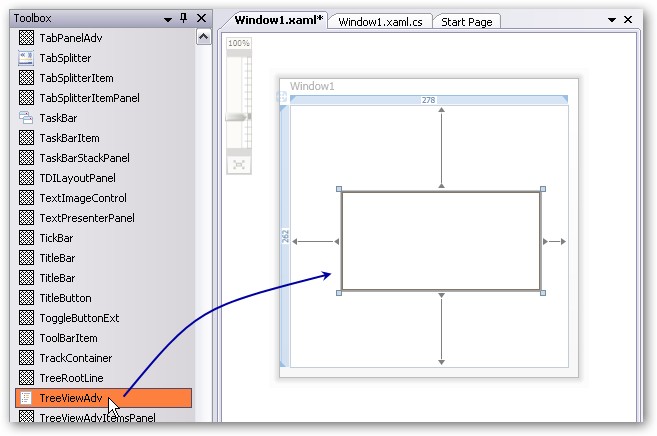 Toolbox
TabPanelAdv
TabSplitter
TabSplitterItem
TabSplitterItemPanel
TaskBar
TaskBarItem
TaskBarStackPanel
TDILayoutPanel
TextImageControl
TextPresenterPanel
TickBar
TitleBar
TitleBar
TitleButton
ToggleButtonExt
ToolBarItem
TrackContainer
TreeRootLine
TreeViewAdv
TreeViewAdvItemsPanel
Window1.xaml* Window1.xaml.cs Start Page
100%
Window1
278
262